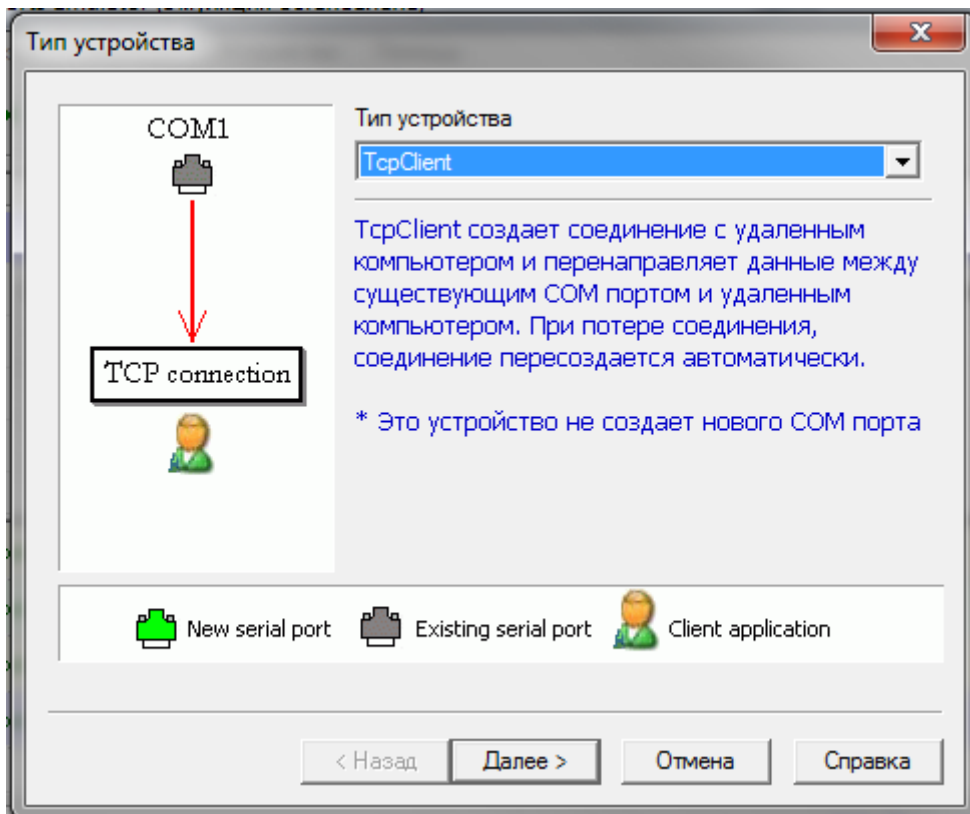 Тип устройства
COM1
TCP connection
Тип устройства
TcpClient
TcpClient создает соединение с удаленным
компьютером и перенаправляет данные между
существующим COM портом и удаленным
компьютером. При потере соединения,
соединение пересоздается автоматически.
* Это устройство не создает нового COM порта
New serial port Existing serial port Client application
< Назад Далее > Отмена Справка